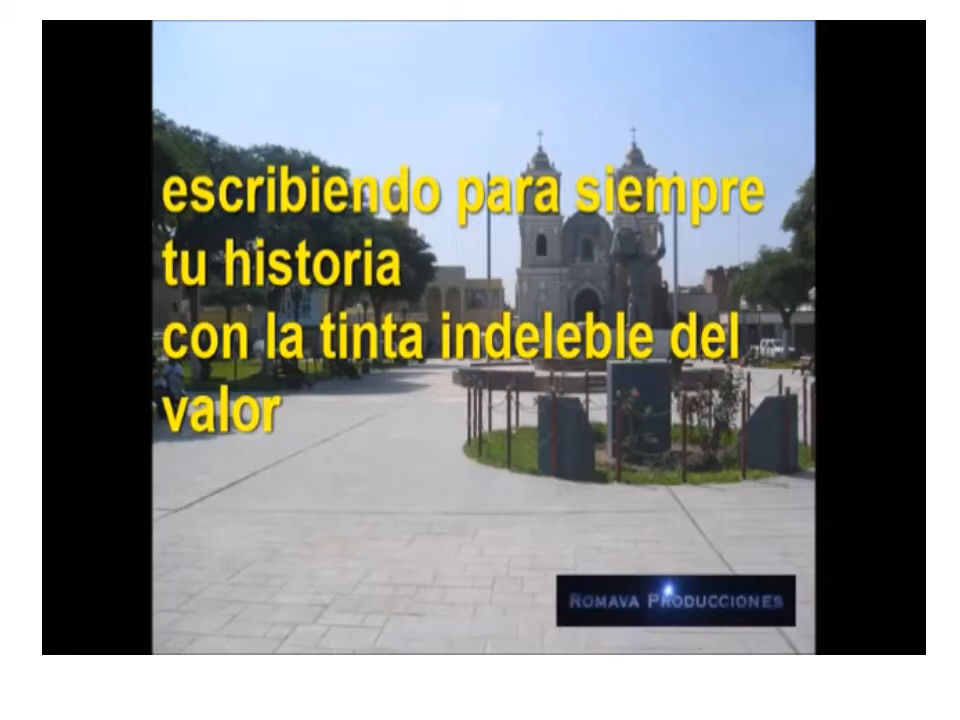 escribiendo para siempre
tu historia
con la tinta indeleble del
valor
ROMAVA PRODUCCIONES